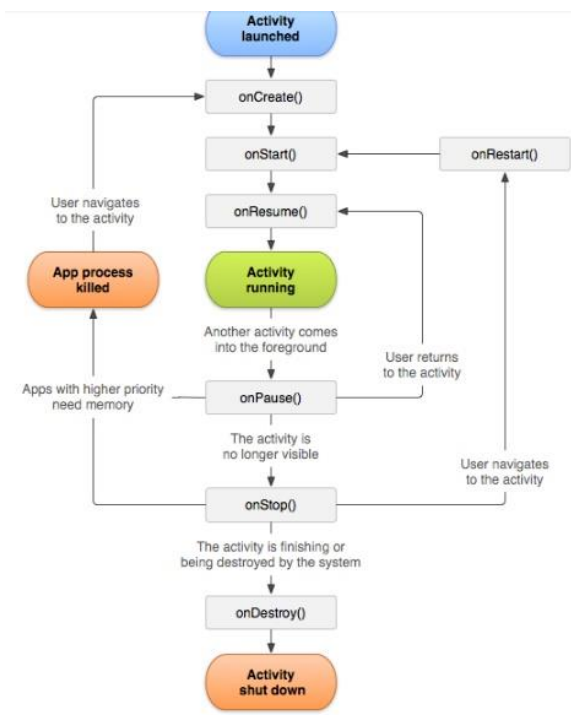 Activity
launched
onCreate()
onStart()
onRestart()
User navigates
to the activity
onResume()
App process
killed
Activity
running
Another activity comes
into the foreground
User returns
to the activity
Apps with higher priority
need memory
onPause()
The activity is
no longer visible
User navigates
to the activity
onStop()
The activity is finishing or
being destroyed by the system
onDestroy()
Activity
shut down